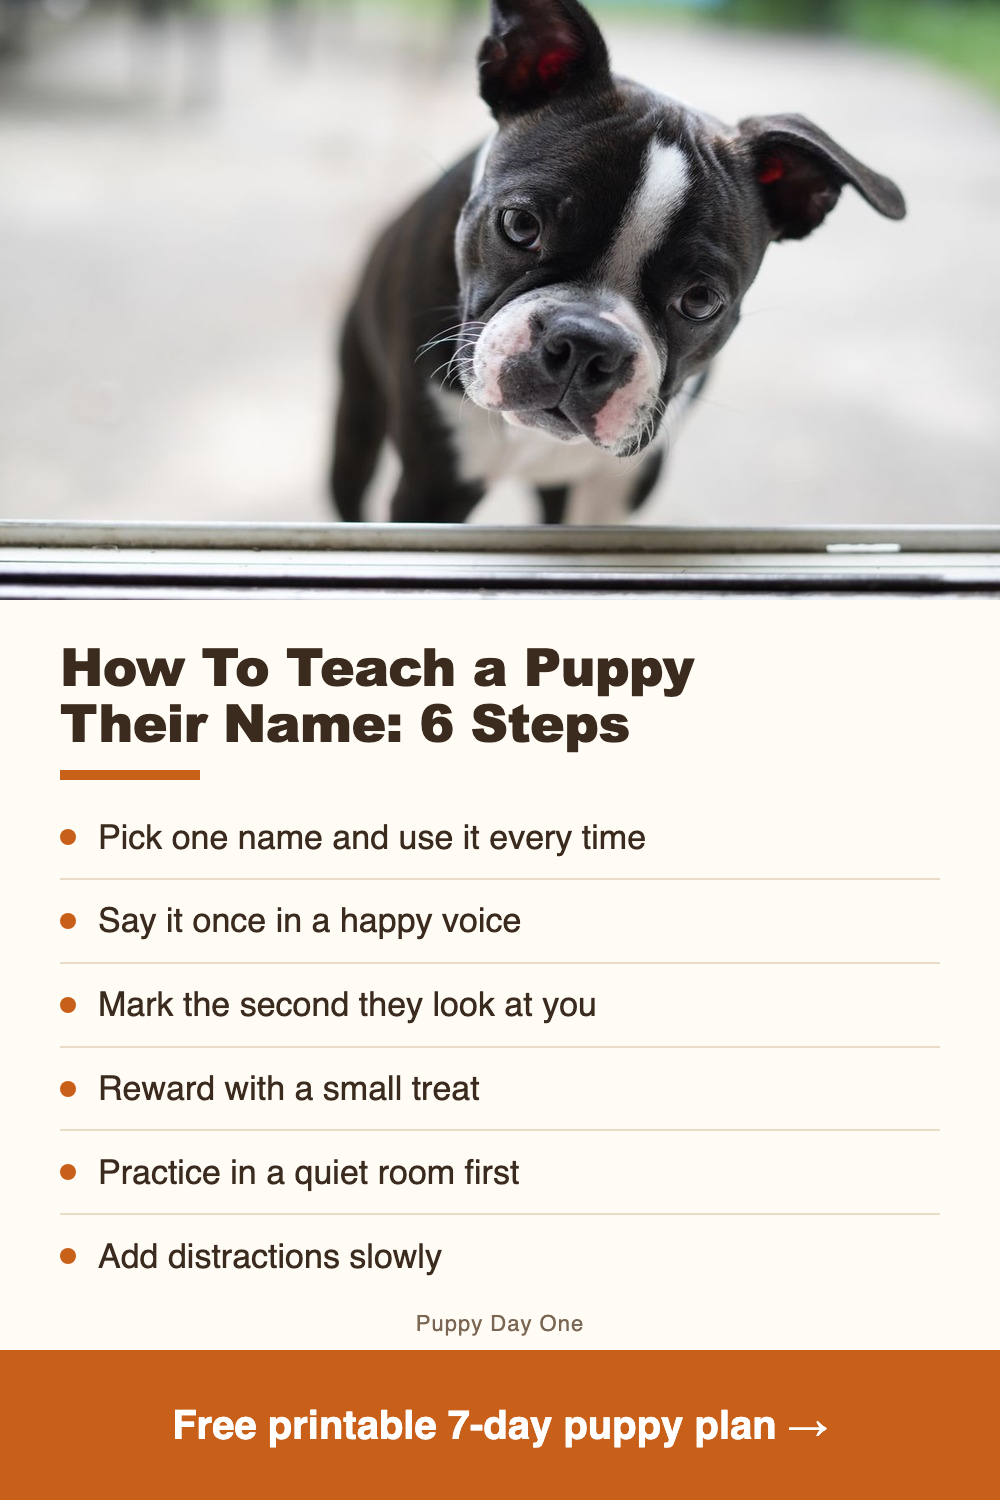 How To Teach a Puppy
Their Name: 6 Steps
Pick one name and use it every time
Say it once in a happy voice
Mark the second they look at you
Reward with a small treat
Practice in a quiet room first
Add distractions slowly
Puppy Day One
Free printable 7-day puppy plan →